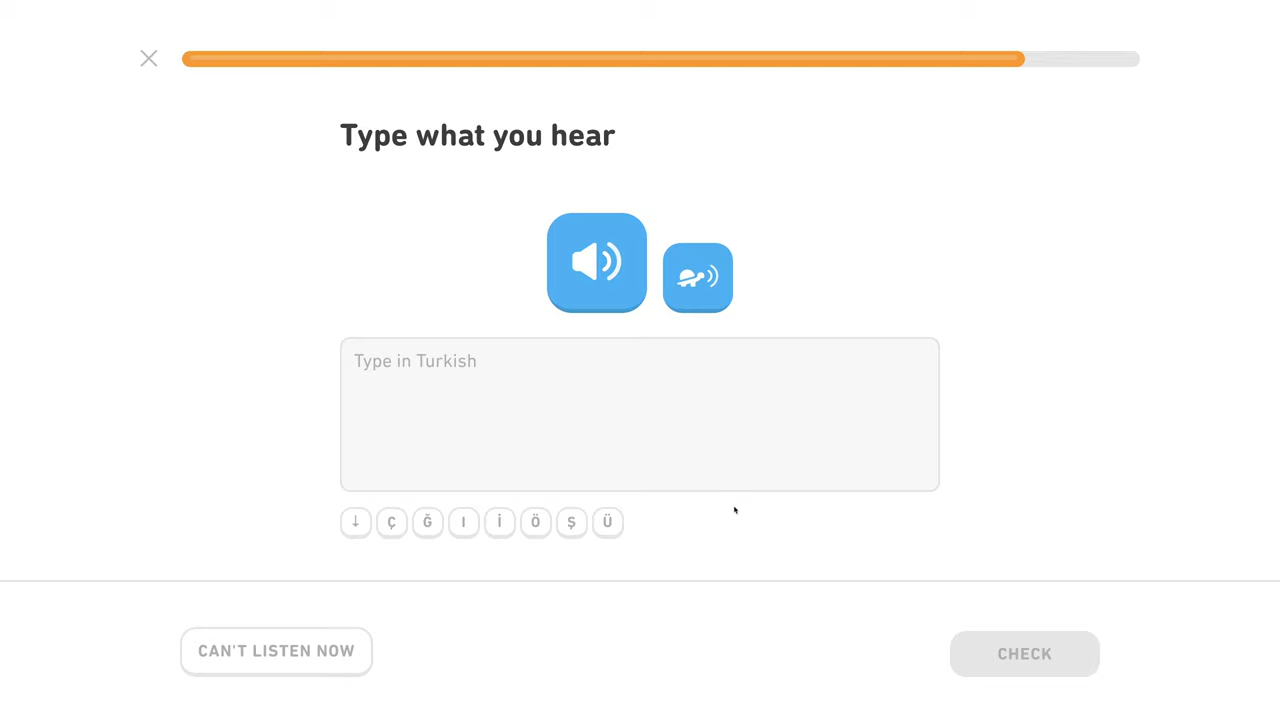 Type what you hear
Type in Turkish
↓ Ç Ğ I İ Ö Ş Ü
CAN'T LISTEN NOW
CHECK